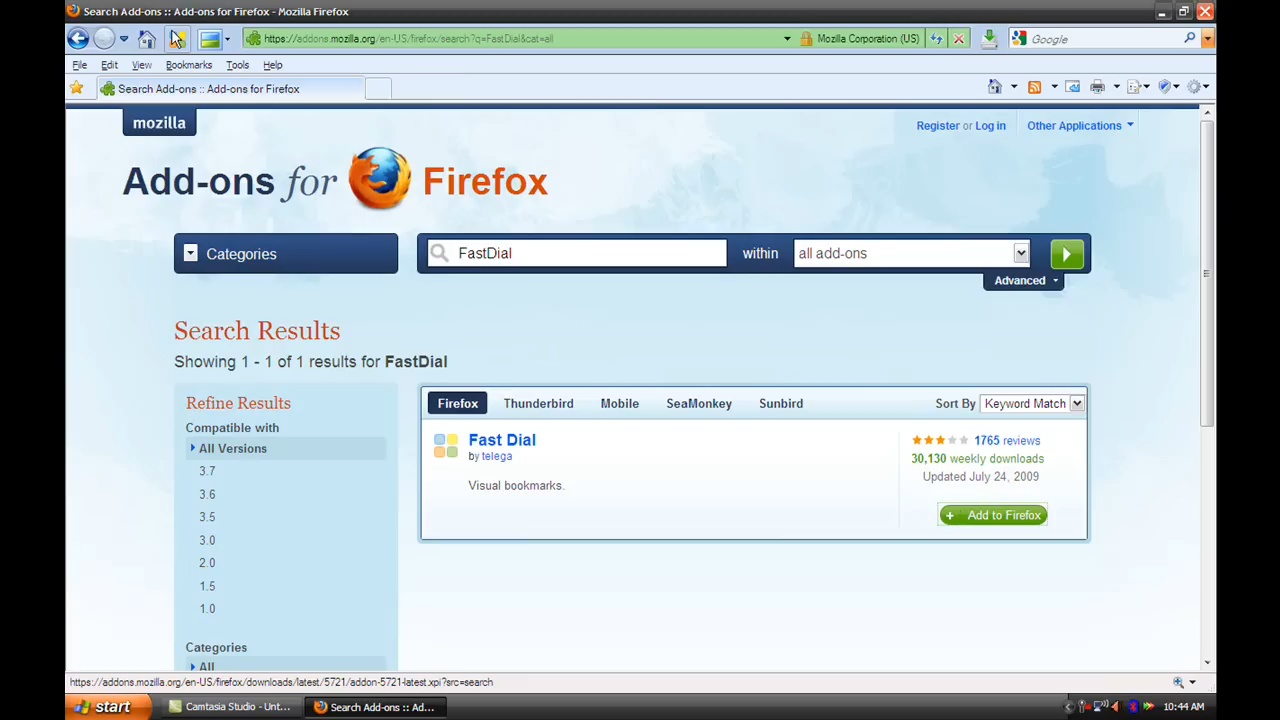 Search Add-ons :: Add-ons for Firefox - Mozilla Firefox
https://addons.mozilla.org/en-US/firefox/search?q=FastDial&cat=all
Mozilla Corporation (US)
Google
File Edit View Bookmarks Tools Help
Search Add-ons :: Add-ons for Firefox
mozilla
Register or Log in
Other Applications
Add-ons for Firefox
Categories
FastDial
within
all add-ons
Advanced
Search Results
Showing 1 - 1 of 1 results for FastDial
Refine Results
Compatible with
All Versions
3.7
3.6
3.5
3.0
2.0
1.5
1.0
Categories
All
Firefox Thunderbird Mobile SeaMonkey Sunbird
Sort By Keyword Match
Fast Dial
by telega
Visual bookmarks.
1765 reviews
30,130 weekly downloads
Updated July 24, 2009
+ Add to Firefox
https://addons.mozilla.org/en-US/firefox/downloads/latest/5721/addon-5721-latest.xpi?src=search
start
Camtasia Studio - Unt...
Search Add-ons :: Ad...
10:44 AM